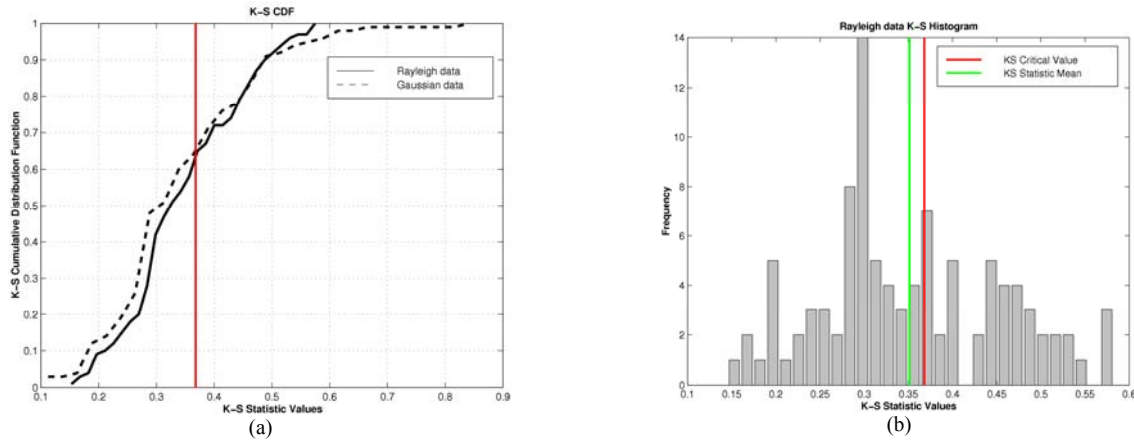 K-S CDF
1
0.9
0.8
0.7
0.6
0.5
0.4
0.3
0.2
0.1
0
K-S Cumulative Distribution Function
Rayleigh data
Gaussian data
0.1 0.2 0.3 0.4 0.5 0.6 0.7 0.8 0.9
K-S Statistic Values
(a)
Rayleigh data K-S Histogram
14
12
10
8
6
4
2
0
Frequency
KS Critical Value
KS Statistic Mean
0.1 0.15 0.2 0.25 0.3 0.35 0.4 0.45 0.5 0.55 0.6
K-S Statistic Values
(b)